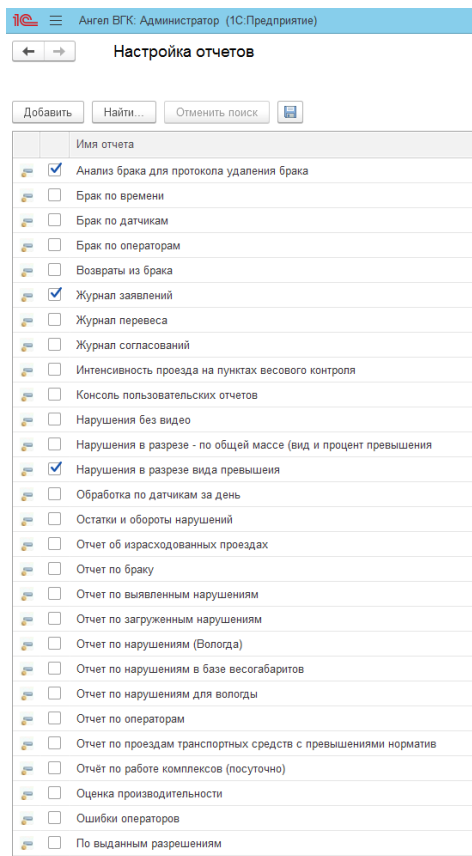 1С Ангел ВГК: Администратор (1С:Предприятие)
Настройка отчетов
Добавить Найти... Отменить поиск
Имя отчета
Анализ брака для протокола удаления брака
Брак по времени
Брак по датчикам
Брак по операторам
Возвраты из брака
Журнал заявлений
Журнал перевеса
Журнал согласований
Интенсивность проезда на пунктах весового контроля
Консоль пользовательских отчетов
Нарушения без видео
Нарушения в разрезе - по общей массе (вид и процент превышения
Нарушения в разрезе вида превышеия
Обработка по датчикам за день
Остатки и обороты нарушений
Отчет об израсходованных проездах
Отчет по браку
Отчет по выявленным нарушениям
Отчет по загруженным нарушениям
Отчет по нарушениям (Вологда)
Отчет по нарушениям в базе весогабаритов
Отчет по нарушениям для вологды
Отчет по операторам
Отчет по проездам транспортных средств с превышениями норматив
Отчёт по работе комплексов (посуточно)
Оценка производительности
Ошибки операторов
По выданным разрешениям